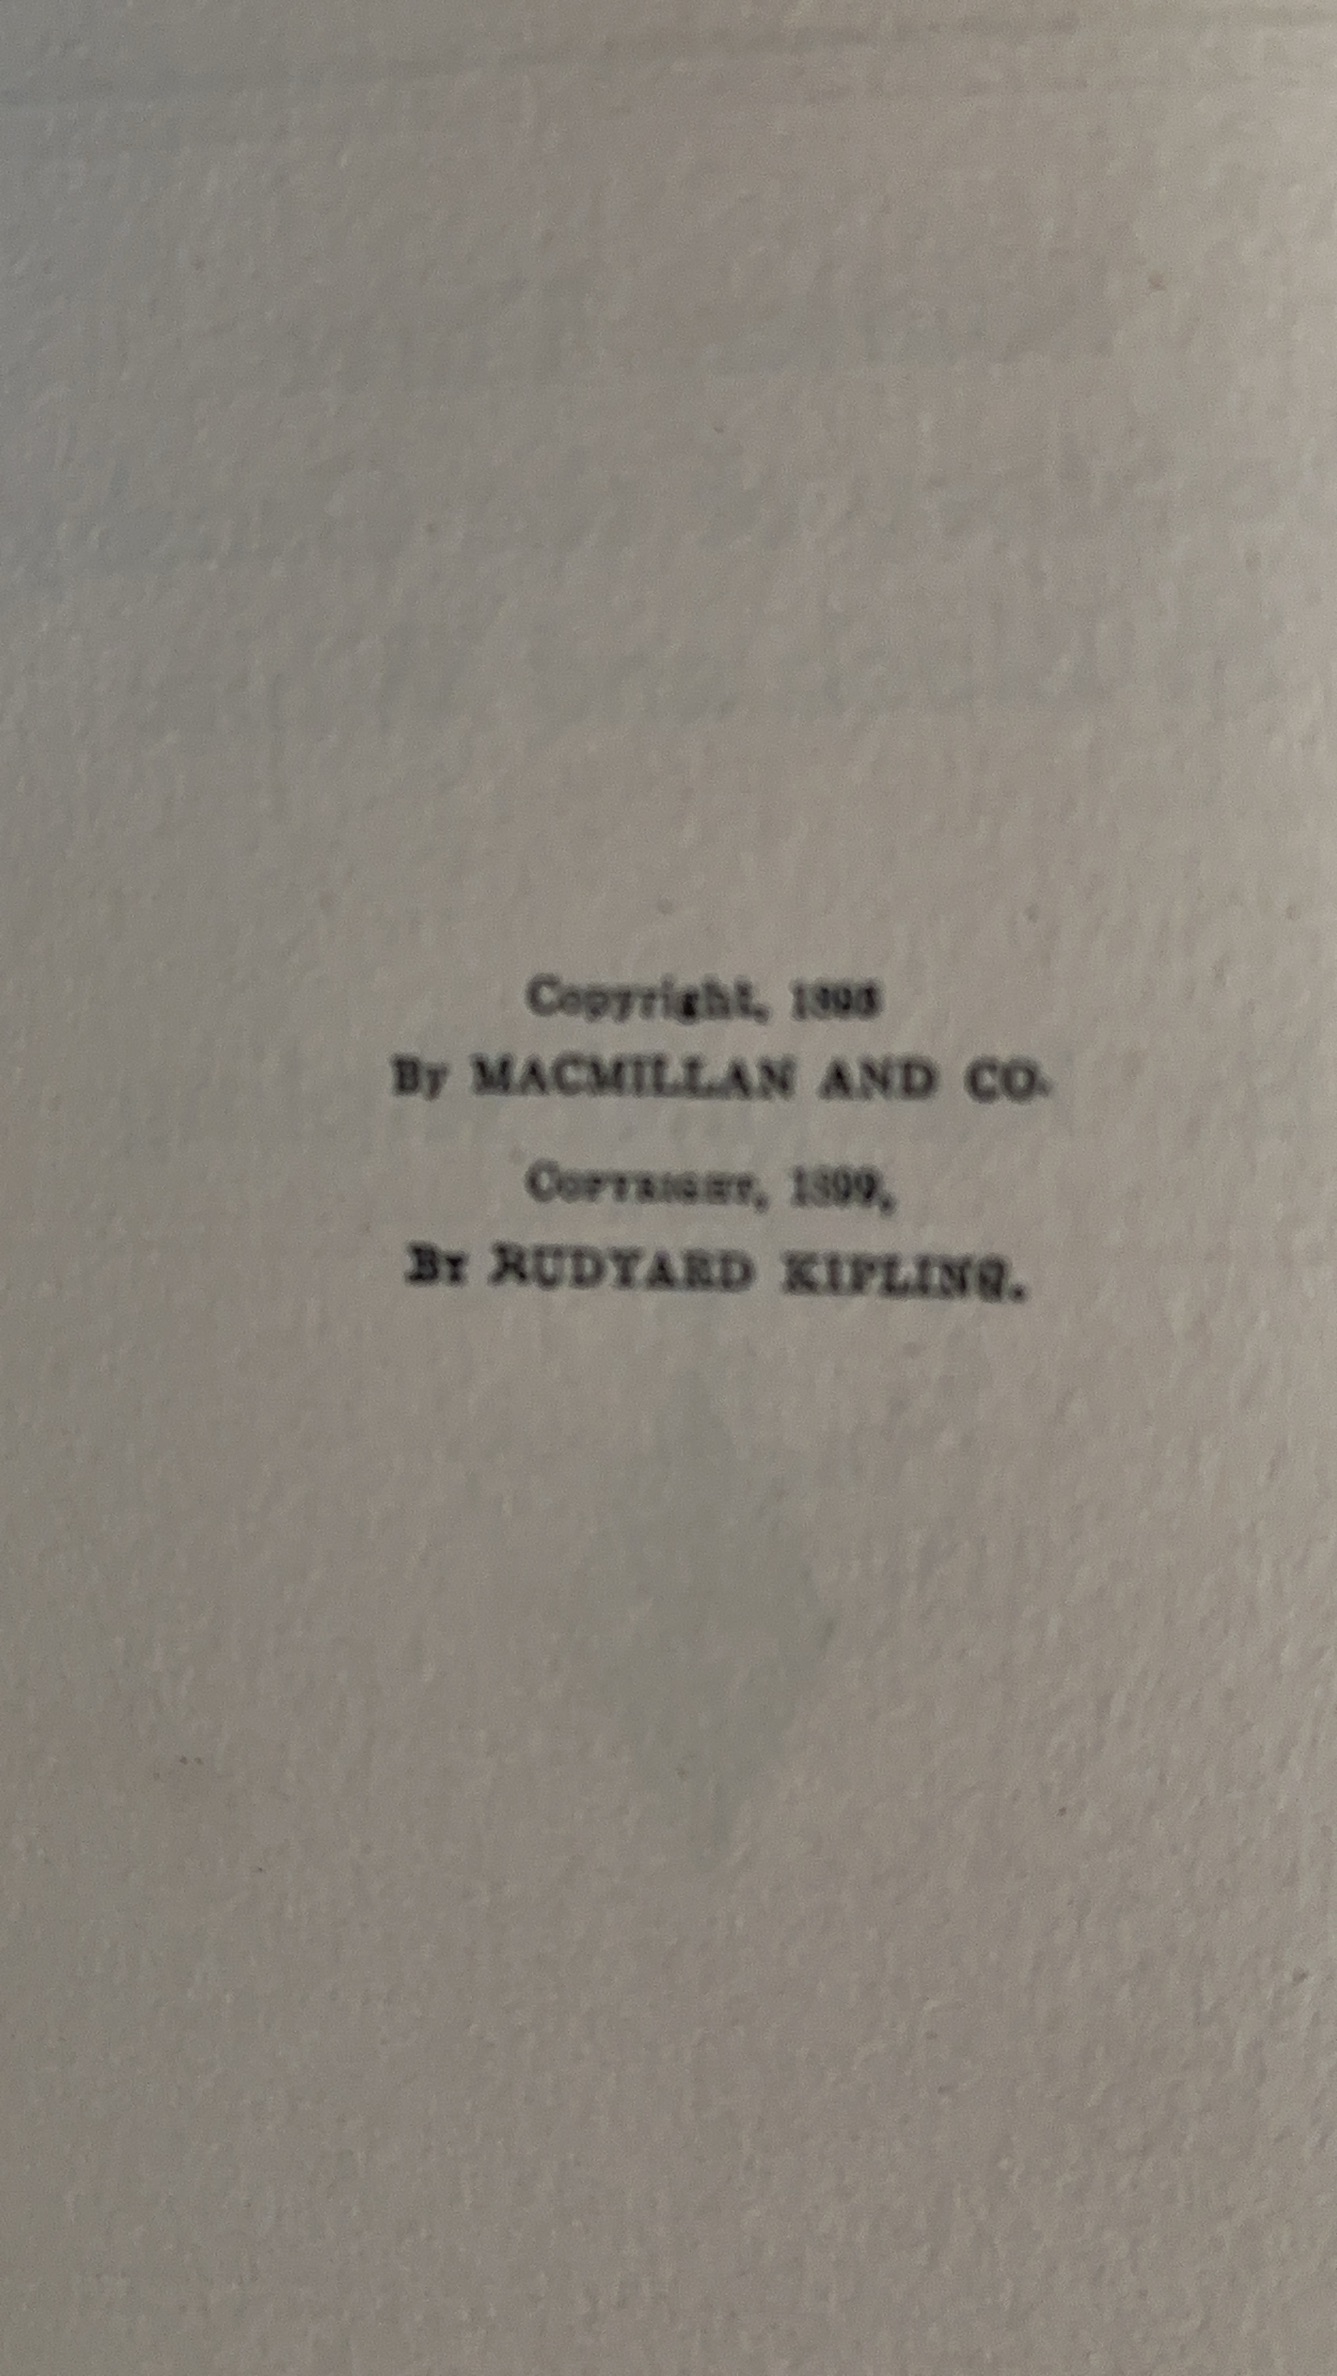 Copyright,
By MACMILLAN AND CO.
COPYRIGHT, 1899,
BY RUDYARD KIPLING.